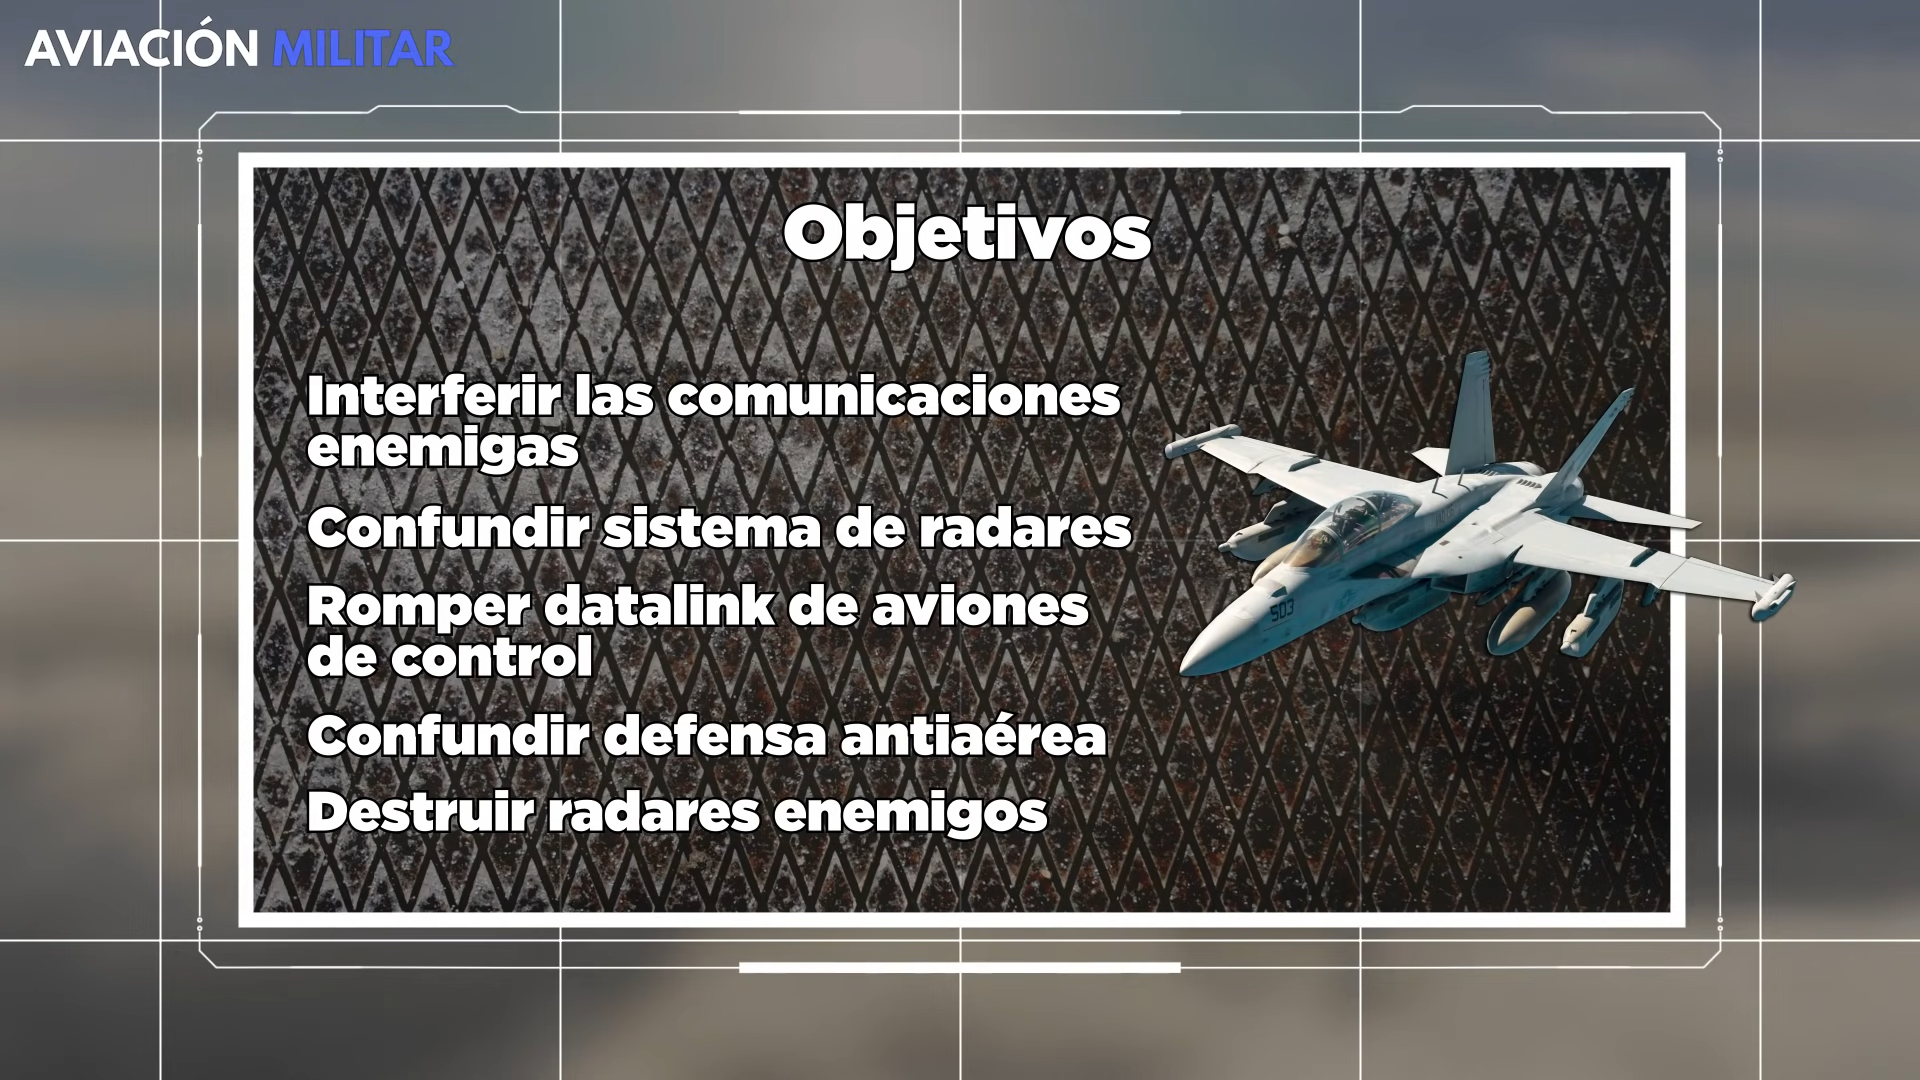 AVIACIÓN MILITAR
Objetivos
Interferir las comunicaciones
enemigas
Confundir sistema de radares
Romper datalink de aviones
de control
Confundir defensa antiaérea
Destruir radares enemigos
503